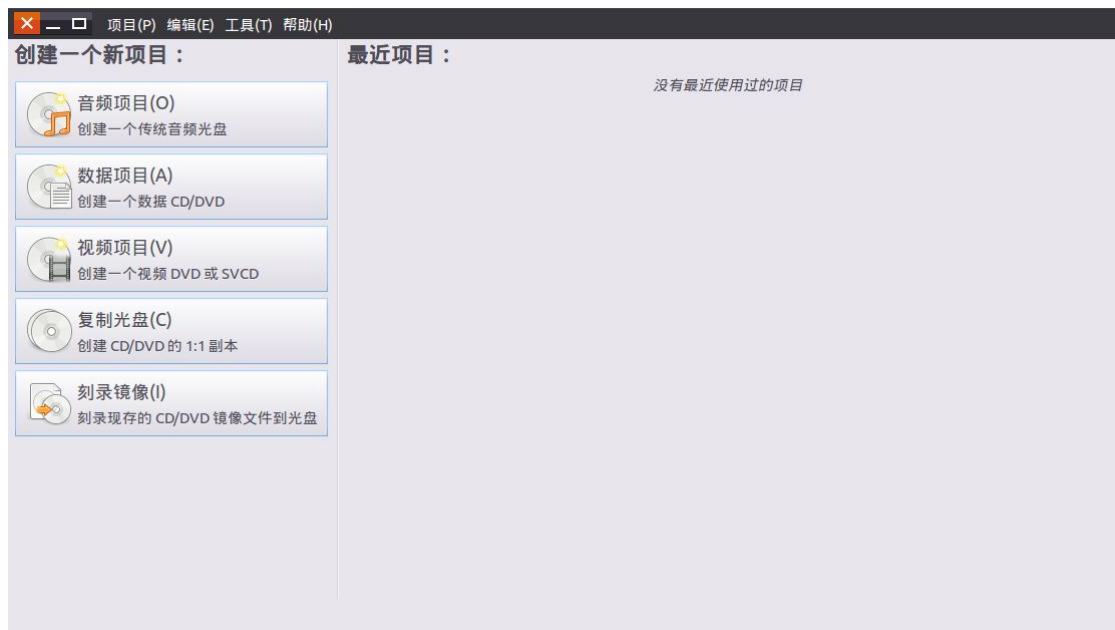 项目(P) 编辑(E) 工具(T) 帮助(H)
创建一个新项目：
音频项目(O)
创建一个传统音频光盘
数据项目(A)
创建一个数据 CD/DVD
视频项目(V)
创建一个视频 DVD 或 SVCD
复制光盘(C)
创建 CD/DVD 的 1:1 副本
刻录镜像(I)
刻录现存的 CD/DVD 镜像文件到光盘
最近项目：
没有最近使用过的项目